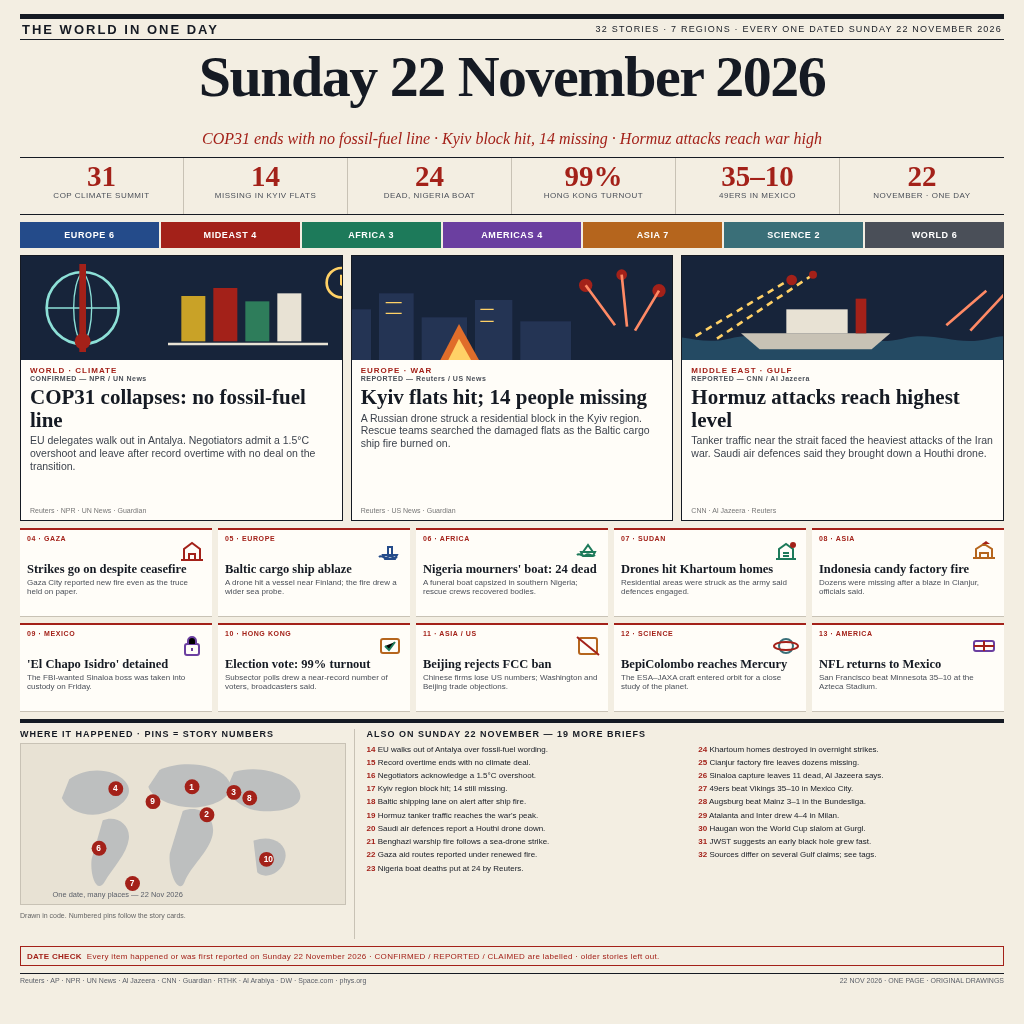 THE WORLD IN ONE DAY
32 STORIES · 7 REGIONS · EVERY ONE DATED SUNDAY 22 NOVEMBER 2026
Sunday 22 November 2026
COP31 ends with no fossil-fuel line · Kyiv block hit, 14 missing · Hormuz attacks reach war high
31
COP CLIMATE SUMMIT
14
MISSING IN KYIV FLATS
24
DEAD, NIGERIA BOAT
99%
HONG KONG TURNOUT
35–10
49ERS IN MEXICO
22
NOVEMBER · ONE DAY
EUROPE 6
MIDEAST 4
AFRICA 3
AMERICAS 4
ASIA 7
SCIENCE 2
WORLD 6
WORLD · CLIMATE
CONFIRMED — NPR / UN News
COP31 collapses: no fossil-fuel
line
EU delegates walk out in Antalya. Negotiators admit a 1.5°C
overshoot and leave after record overtime with no deal on the
transition.
Reuters · NPR · UN News · Guardian
EUROPE · WAR
REPORTED — Reuters / US News
Kyiv flats hit; 14 people missing
A Russian drone struck a residential block in the Kyiv region.
Rescue teams searched the damaged flats as the Baltic cargo
ship fire burned on.
Reuters · US News · Guardian
MIDDLE EAST · GULF
REPORTED — CNN / Al Jazeera
Hormuz attacks reach highest
level
Tanker traffic near the strait faced the heaviest attacks of the Iran
war. Saudi air defences said they brought down a Houthi drone.
CNN · Al Jazeera · Reuters
04 · GAZA
Strikes go on despite ceasefire
Gaza City reported new fire even as the truce
held on paper.
05 · EUROPE
Baltic cargo ship ablaze
A drone hit a vessel near Finland; the fire drew a
wider sea probe.
06 · AFRICA
Nigeria mourners' boat: 24 dead
A funeral boat capsized in southern Nigeria;
rescue crews recovered bodies.
07 · SUDAN
Drones hit Khartoum homes
Residential areas were struck as the army said
defences engaged.
08 · ASIA
Indonesia candy factory fire
Dozens were missing after a blaze in Cianjur,
officials said.
09 · MEXICO
'El Chapo Isidro' detained
The FBI-wanted Sinaloa boss was taken into
custody on Friday.
10 · HONG KONG
Election vote: 99% turnout
Subsector polls drew a near-record number of
voters, broadcasters said.
11 · ASIA / US
Beijing rejects FCC ban
Chinese firms lose US numbers; Washington and
Beijing trade objections.
12 · SCIENCE
BepiColombo reaches Mercury
The ESA–JAXA craft entered orbit for a close
study of the planet.
13 · AMERICA
NFL returns to Mexico
San Francisco beat Minnesota 35–10 at the
Azteca Stadium.
WHERE IT HAPPENED · PINS = STORY NUMBERS
4
9
1
3
8
2
6
10
7
One date, many places — 22 Nov 2026
Drawn in code. Numbered pins follow the story cards.
ALSO ON SUNDAY 22 NOVEMBER — 19 MORE BRIEFS
14 EU walks out of Antalya over fossil-fuel wording.
15 Record overtime ends with no climate deal.
16 Negotiators acknowledge a 1.5°C overshoot.
17 Kyiv region block hit; 14 still missing.
18 Baltic shipping lane on alert after ship fire.
19 Hormuz tanker traffic reaches the war's peak.
20 Saudi air defences report a Houthi drone down.
21 Benghazi warship fire follows a sea-drone strike.
22 Gaza aid routes reported under renewed fire.
23 Nigeria boat deaths put at 24 by Reuters.
24 Khartoum homes destroyed in overnight strikes.
25 Cianjur factory fire leaves dozens missing.
26 Sinaloa capture leaves 11 dead, Al Jazeera says.
27 49ers beat Vikings 35–10 in Mexico City.
28 Augsburg beat Mainz 3–1 in the Bundesliga.
29 Atalanta and Inter drew 4–4 in Milan.
30 Haugan won the World Cup slalom at Gurgl.
31 JWST suggests an early black hole grew fast.
32 Sources differ on several Gulf claims; see tags.
DATE CHECK Every item happened or was first reported on Sunday 22 November 2026 · CONFIRMED / REPORTED / CLAIMED are labelled · older stories left out.
Reuters · AP · NPR · UN News · Al Jazeera · CNN · Guardian · RTHK · Al Arabiya · DW · Space.com · phys.org
22 NOV 2026 · ONE PAGE · ORIGINAL DRAWINGS